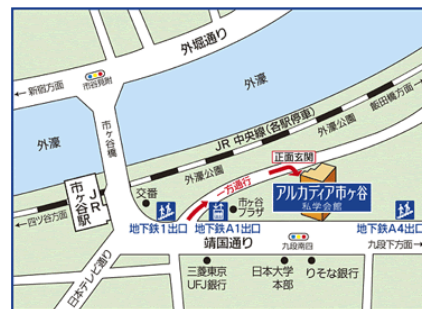 外堀通り
←新宿方面
市谷見附
外濠
外濠
外濠
飯田橋方面→
市ヶ谷橋
JR 中央線(各駅停車)
外濠公園
外濠公園
正面玄関
一方通行
アルカディア市ヶ谷
私学会館
JR
市ヶ谷駅
交番
市ヶ谷
プラザ
←四ツ谷方面
地下鉄1出口
地下鉄A1出口
地下鉄A4出口
靖国通り
九段南四
九段下方面→
日本テレビ通り
三菱東京
UFJ銀行
日本大学
本部
りそな銀行